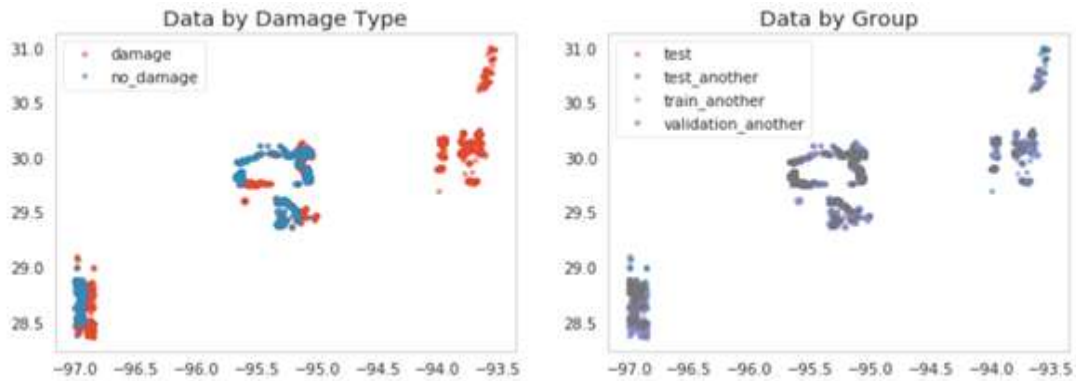 Data by Damage Type
damage
no_damage
31.0
30.5
30.0
29.5
29.0
28.5
−97.0 −96.5 −96.0 −95.5 −95.0 −94.5 −94.0 −93.5
Data by Group
test
test_another
train_another
validation_another
31.0
30.5
30.0
29.5
29.0
28.5
−97.0 −96.5 −96.0 −95.5 −95.0 −94.5 −94.0 −93.5